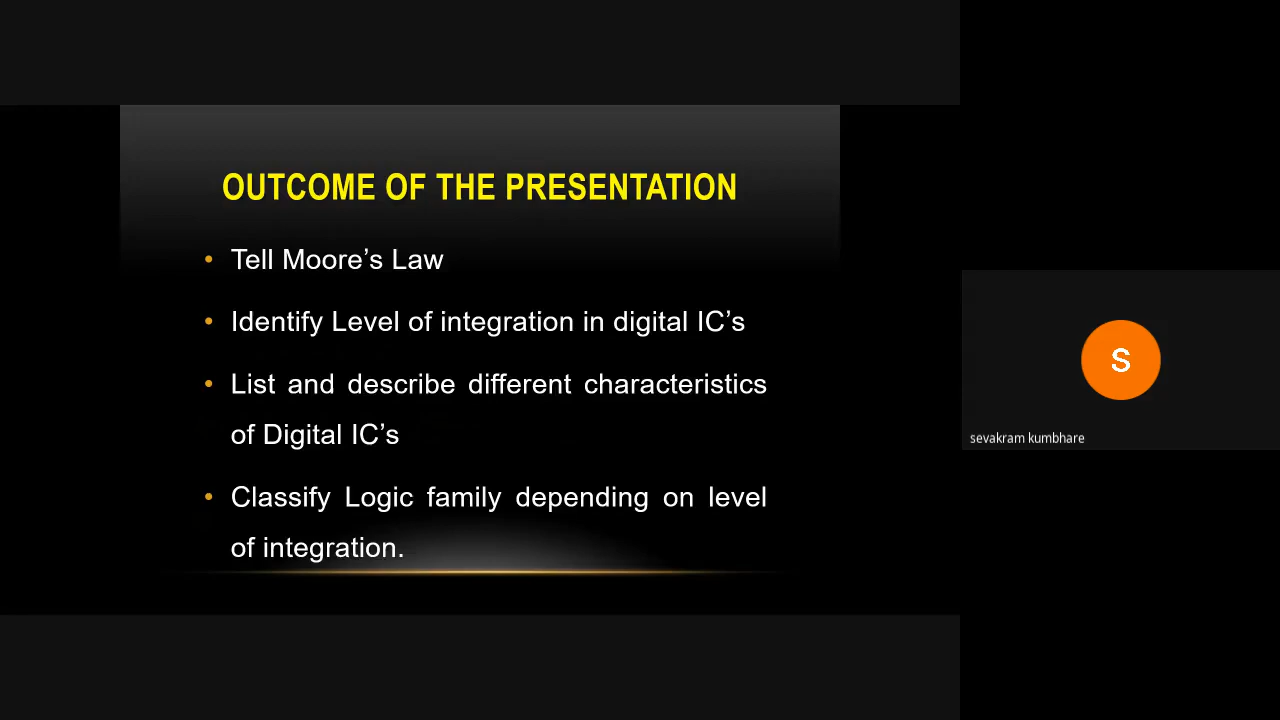 OUTCOME OF THE PRESENTATION
• Tell Moore’s Law
• Identify Level of integration in digital IC’s
• List and describe different characteristics
of Digital IC’s
• Classify Logic family depending on level
of integration.
S
sevakram kumbhare